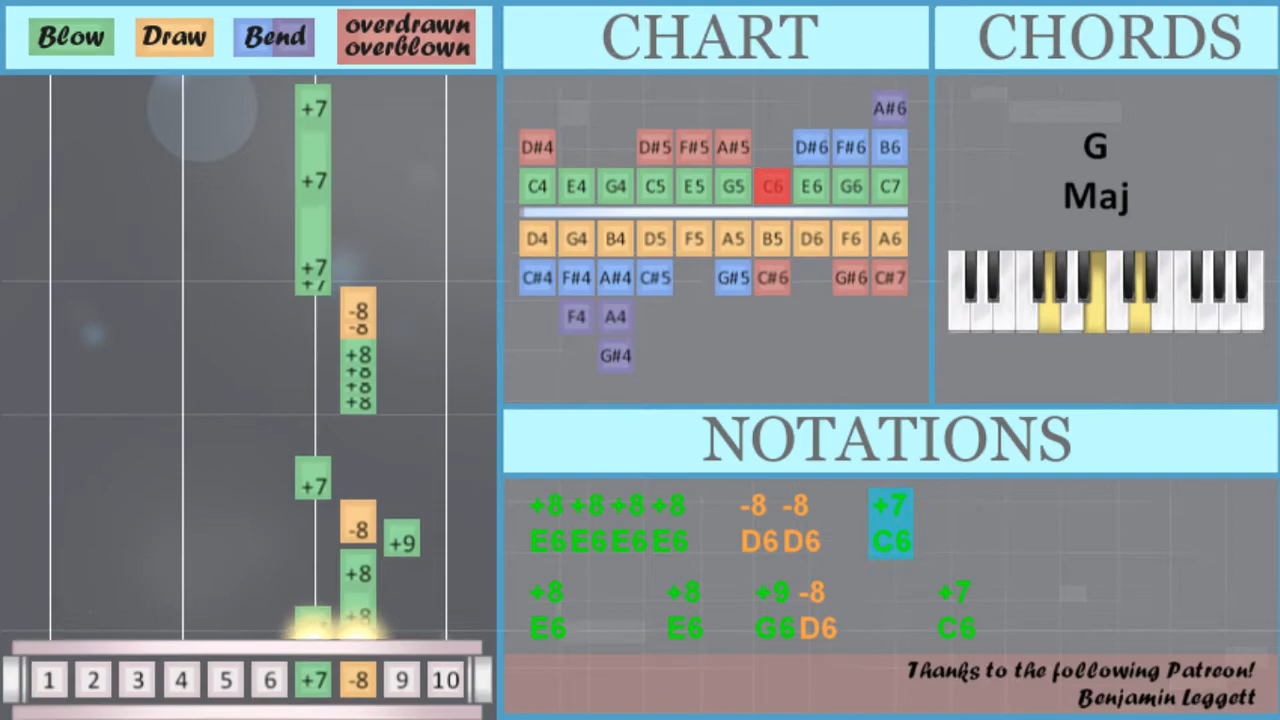 Blow Draw Bend overdrawn
overblown
CHART
CHORDS
+7
+7
+7
+7
-8
-8
+8
+8
+8
+8
+7
-8
+9
+8
+8
1 2 3 4 5 6 +7 -8 9 10
A#6
D#4 D#5 F#5 A#5 D#6 F#6 B6
C4 E4 G4 C5 E5 G5 C6 E6 G6 C7
D4 G4 B4 D5 F5 A5 B5 D6 F6 A6
C#4 F#4 A#4 C#5 G#5 C#6 G#6 C#7
F4 A4
G#4
G
Maj
NOTATIONS
+8 +8 +8 +8 -8 -8 +7
E6 E6 E6 E6 D6 D6 C6
+8 +8 +9 -8 +7
E6 E6 G6 D6 C6
Thanks to the following Patreon!
Benjamin Leggett